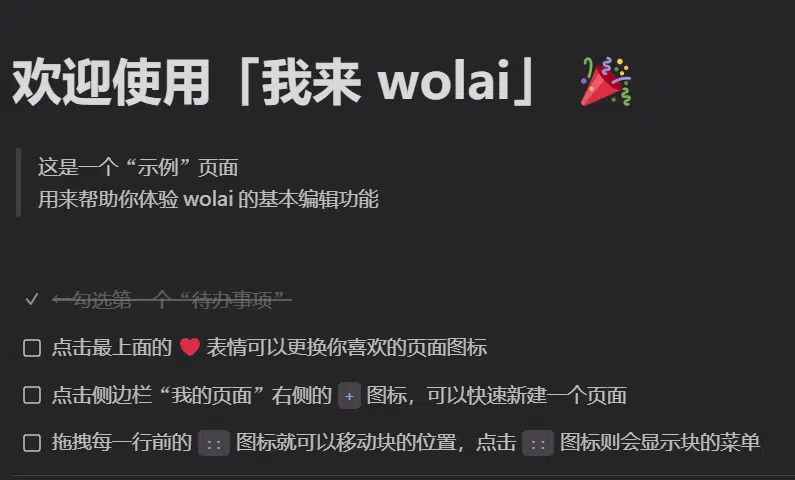 欢迎使用「我来 wolai」 🎉
这是一个“示例”页面
用来帮助你体验 wolai 的基本编辑功能
←勾选第一个“待办事项”
点击最上面的 ❤️ 表情可以更换你喜欢的页面图标
点击侧边栏“我的页面”右侧的 + 图标，可以快速新建一个页面
拖拽每一行前的 :: 图标就可以移动块的位置，点击 :: 图标则会显示块的菜单